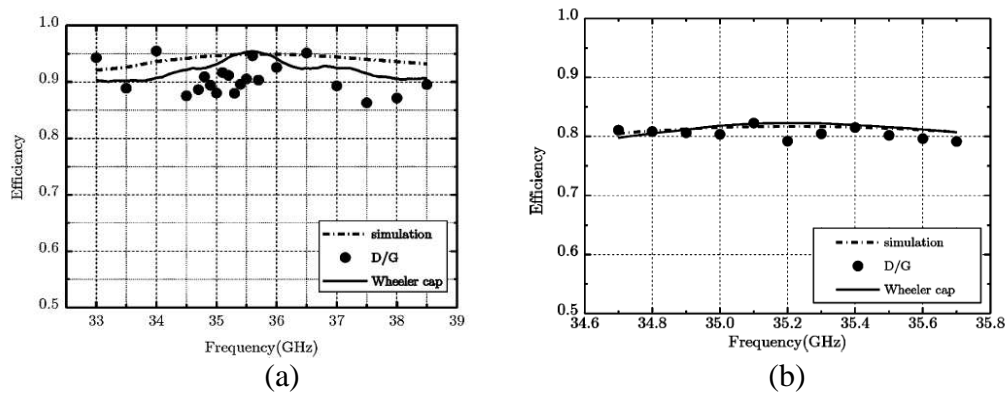 1.0
0.9
0.8
0.7
0.6
0.5
Efficiency
simulation
D/G
Wheeler cap
33 34 35 36 37 38 39
Frequency(GHz)
(a)
1.0
0.9
0.8
0.7
0.8
0.5
Efficiency
simulation
D/G
Wheeler cap
34.6 34.8 35.0 35.2 35.4 35.6 35.8
Frequency(GHz)
(b)